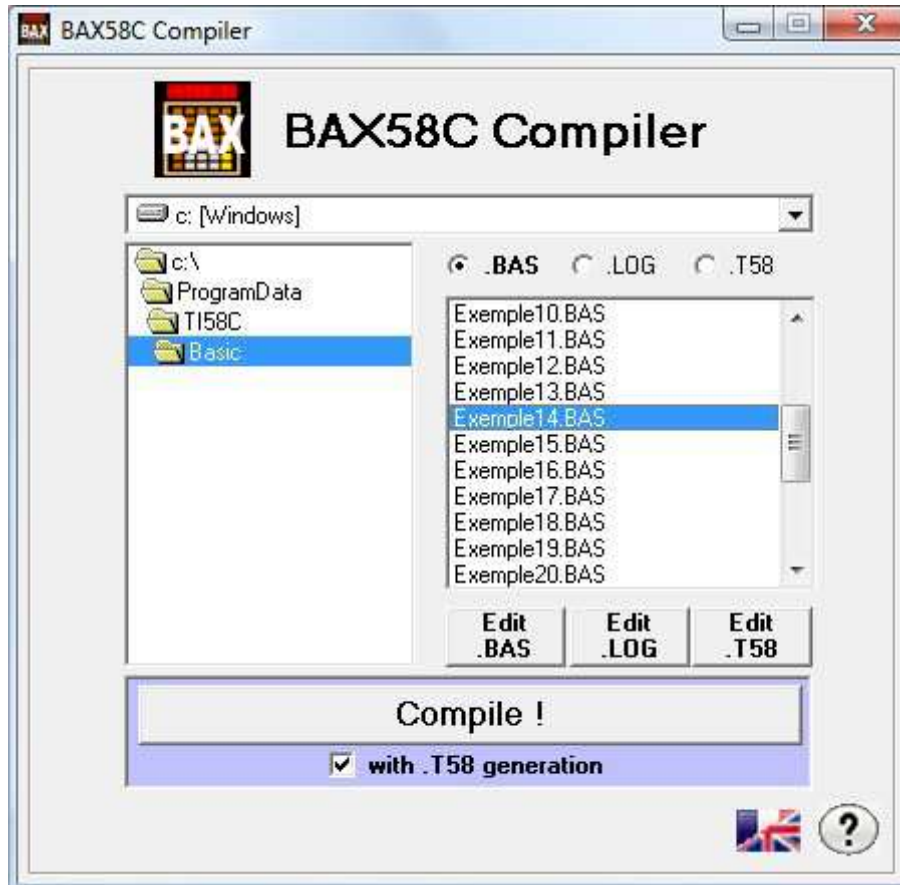 BAX BAX58C Compiler
BAX BAX58C Compiler
c: [Windows]
c:\
ProgramData
TI58C
Basic
.BAS .LOG .T58
Exemple10.BAS
Exemple11.BAS
Exemple12.BAS
Exemple13.BAS
Exemple14.BAS
Exemple15.BAS
Exemple16.BAS
Exemple17.BAS
Exemple18.BAS
Exemple19.BAS
Exemple20.BAS
Edit .BAS
Edit .LOG
Edit .T58
Compile !
with .T58 generation
?